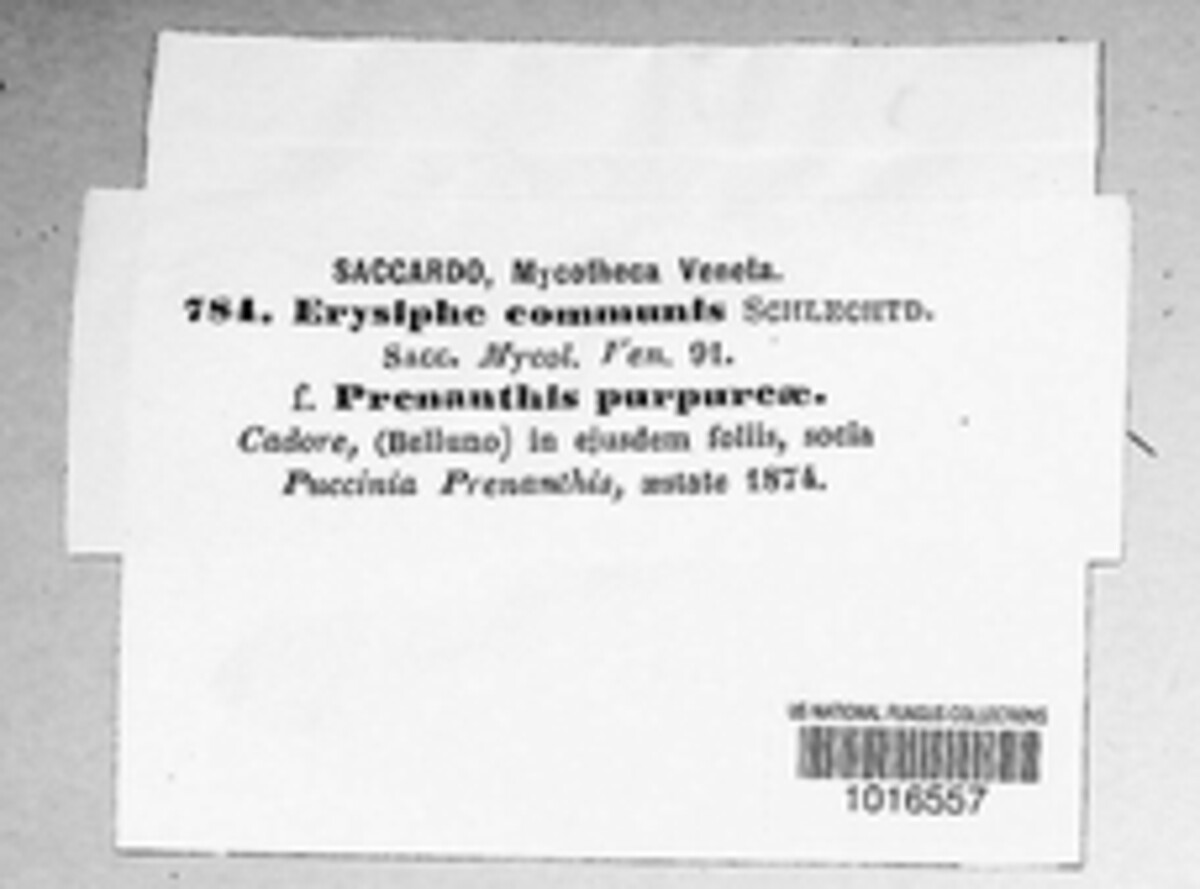 SACCARDO, Mycotheca Veneta.
784. Erysiphe communis SCHLECHTD.
SACC. Mycol. Ven. 91.
f. Prenanthis purpureæ.
Cadore, (Belluno) in ejusdem foliis, socia
Puccinia Prenanthis, æstate 1874.
US NATIONAL FUNGUS COLLECTIONS
1016557